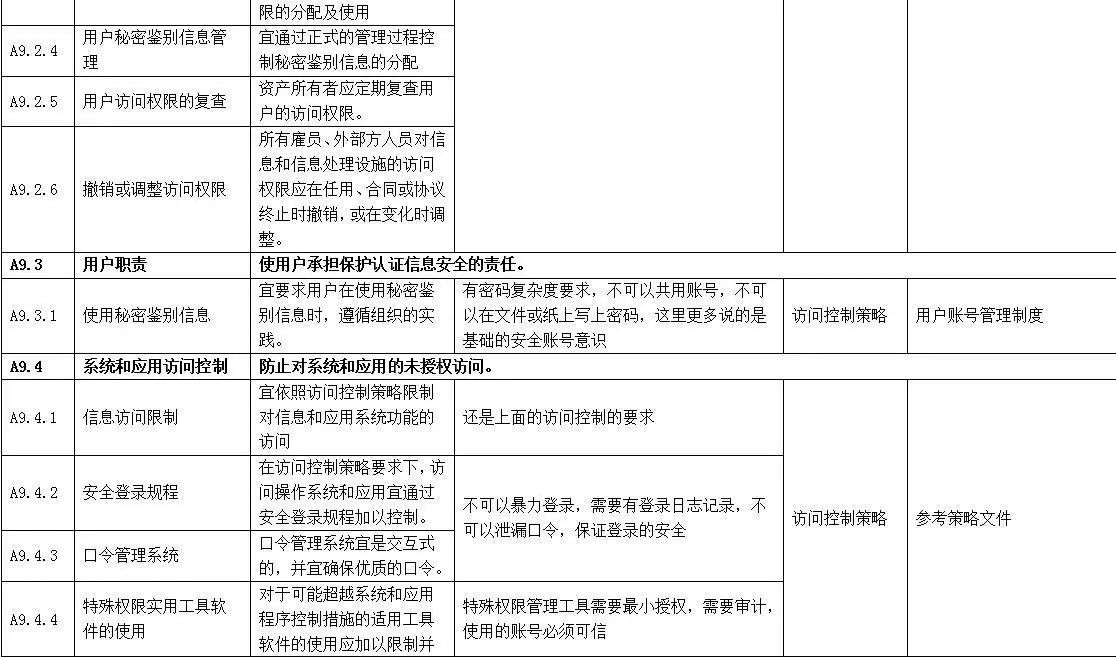 限的分配及使用
A9.2.4
用户秘密鉴别信息管
理
宜通过正式的管理过程控
制秘密鉴别信息的分配
A9.2.5
用户访问权限的复查
资产所有者应定期复查用
户的访问权限。
A9.2.6
撤销或调整访问权限
所有雇员、外部方人员对信
息和信息处理设施的访问
权限应在任用、合同或协议
终止时撤销,或在变化时调
整。
A9.3
用户职责
使用户承担保护认证信息安全的责任。
A9.3.1
使用秘密鉴别信息
宜要求用户在使用秘密鉴
别信息时，遵循组织的实
践。
有密码复杂度要求，不可以共用账号，不可
以在文件或纸上写上密码，这里更多说的是
基础的安全账号意识
访问控制策略
用户账号管理制度
A9.4
系统和应用访问控制
防止对系统和应用的未授权访问。
A9.4.1
信息访问限制
宜依照访问控制策略限制
对信息和应用系统功能的
访问
还是上面的访问控制的要求
A9.4.2
安全登录规程
在访问控制策略要求下，访
问操作系统和应用宜通过
安全登录规程加以控制。
不可以暴力登录，需要有登录日志记录，不
可以泄漏口令，保证登录的安全
访问控制策略
参考策略文件
A9.4.3
口令管理系统
口令管理系统宜是交互式
的，并宜确保优质的口令。
A9.4.4
特殊权限实用工具软
件的使用
对于可能超越系统和应用
程序控制措施的适用工具
软件的使用应加以限制并
特殊权限管理工具需要最小授权，需要审计，
使用的账号必须可信